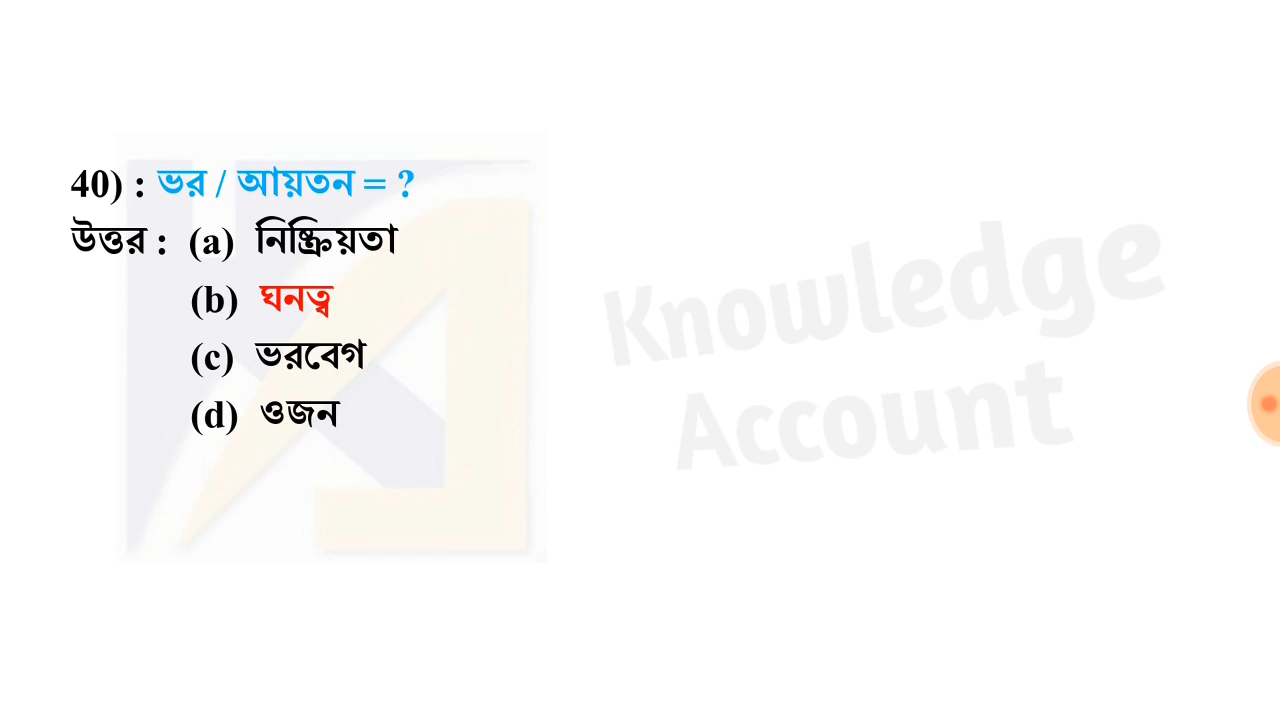 40) : ভর / আয়তন = ?
উত্তর : (a) নিষ্ক্রিয়তা
(b) ঘনত্ব
(c) ভরবেগ
(d) ওজন
Knowledge
Account